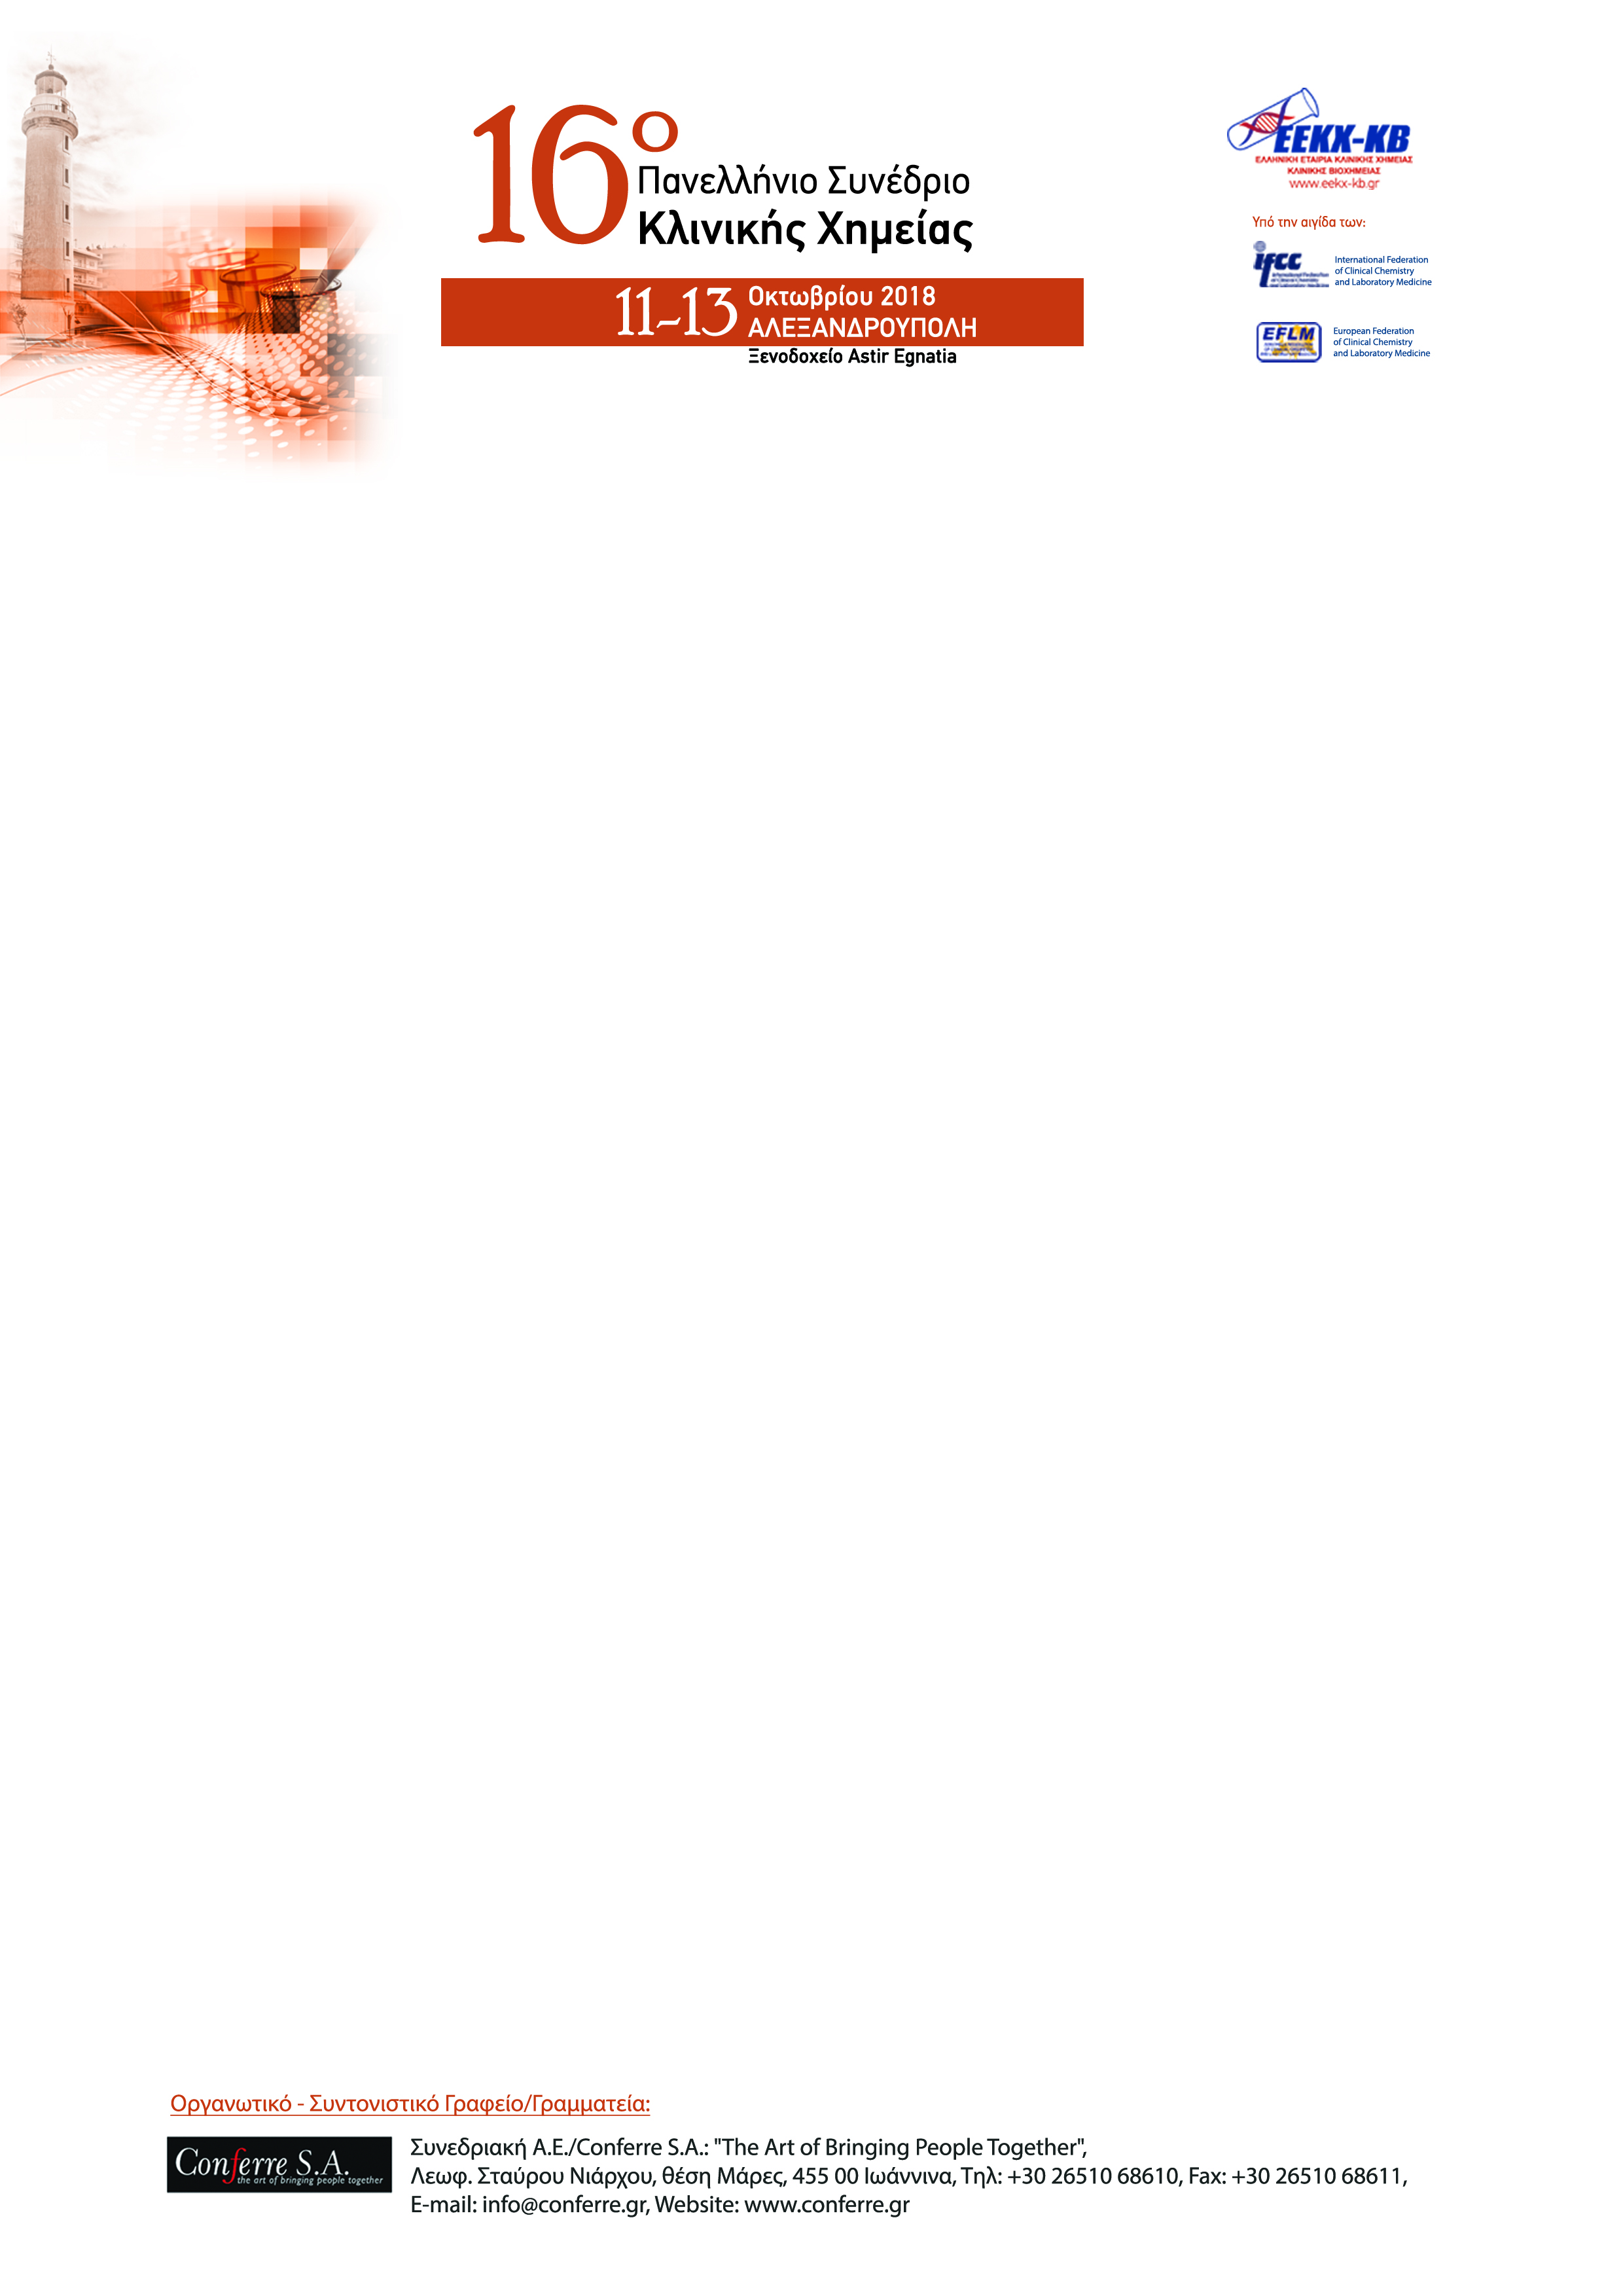 16ο
Πανελλήνιο Συνέδριο
Κλινικής Χημείας
11-13 Οκτωβρίου 2018
ΑΛΕΞΑΝΔΡΟΥΠΟΛΗ
Ξενοδοχείο Astir Egnatia
ΕΕΚΧ-ΚΒ
ΕΛΛΗΝΙΚΗ ΕΤΑΙΡΙΑ ΚΛΙΝΙΚΗΣ ΧΗΜΕΙΑΣ
ΚΛΙΝΙΚΗΣ ΒΙΟΧΗΜΕΙΑΣ
www.eekx-kb.gr
Υπό την αιγίδα των:
ifcc
International Federation
of Clinical Chemistry
and Laboratory Medicine
EFLM
European Federation
of Clinical Chemistry
and Laboratory Medicine
Οργανωτικό - Συντονιστικό Γραφείο/Γραμματεία:
Conferre S.A.
the art of bringing people together
Συνεδριακή Α.Ε./Conferre S.A.: "The Art of Bringing People Together",
Λεωφ. Σταύρου Νιάρχου, θέση Μάρες, 455 00 Ιωάννινα, Τηλ: +30 26510 68610, Fax: +30 26510 68611,
E-mail: info@conferre.gr, Website: www.conferre.gr